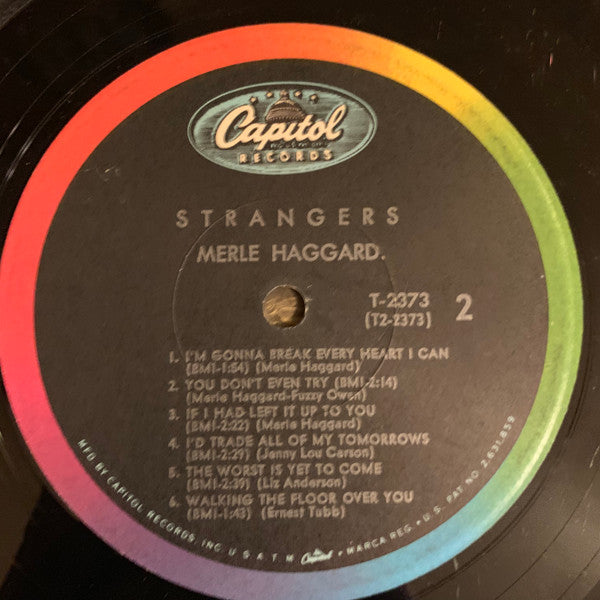 Capitol
RECORDS
STRANGERS
MERLE HAGGARD.
T-2373
(T2-2373)
2
1. I'M GONNA BREAK EVERY HEART I CAN
(BMI-1:54) (Merle Haggard)
2. YOU DON'T EVEN TRY (BMI-2:14)
(Merle Haggard-Fuzzy Owen)
3. IF I HAD LEFT IT UP TO YOU
(BMI-2:22) (Merle Haggard)
4. I'D TRADE ALL OF MY TOMORROWS
(BMI-2:29) (Jenny Lou Carson)
5. THE WORST IS YET TO COME
(BMI-2:39) (Liz Anderson)
6. WALKING THE FLOOR OVER YOU
(BMI-1:43) (Ernest Tubb)
MFD. BY CAPITOL RECORDS, INC. U.S.A. T.M. Capitol MARCA REG. • U.S. PAT. NO. 2,631,859